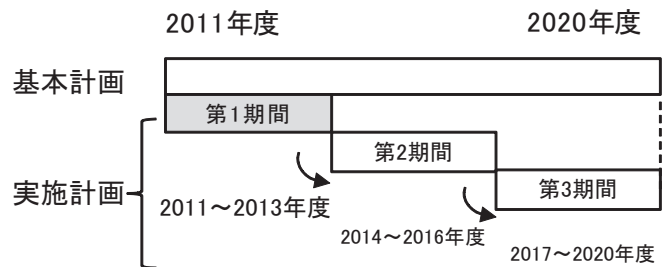 2011年度 2020年度
基本計画
第1期間
第2期間
実施計画
第3期間
2011～2013年度
2014～2016年度
2017～2020年度